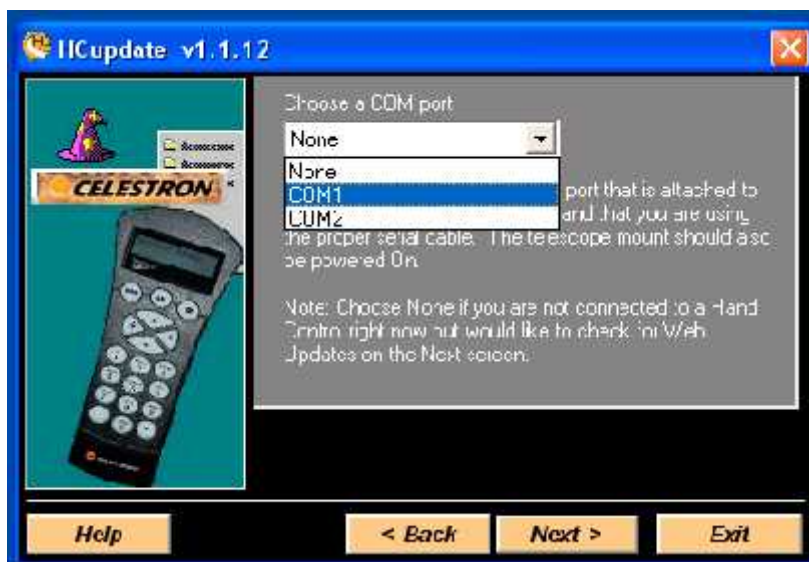 HCupdate v1.1.12
CELESTRON
Choose a COM port
None
None
COM1
COM2
port that is attached to
and that you are using
the proper serial cable. The telescope mount should also
be powered On.
Note: Choose None if you are not connected to a Hand
Control right now but would like to check for Web
Updates on the Next screen.
Help
< Back
Next >
Exit